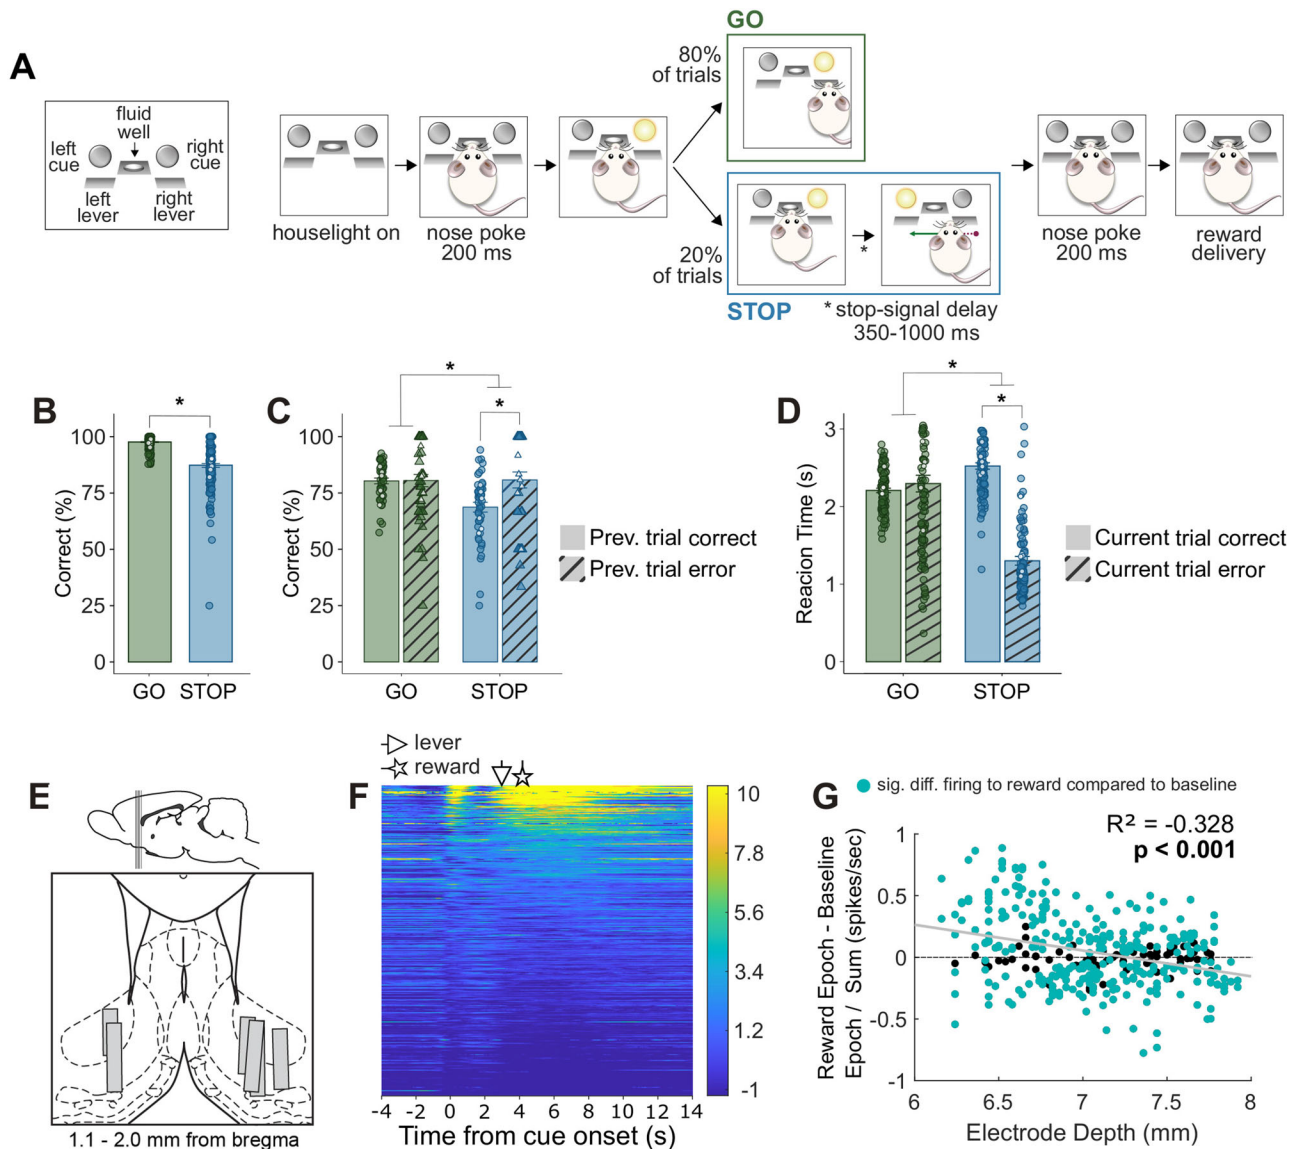 A
left cue
fluid well
right cue
left lever
right lever
houselight on
nose poke
200 ms
80%
of trials
GO
20%
of trials
STOP
*
* stop-signal delay
350-1000 ms
nose poke
200 ms
reward
delivery
B
Correct (%)
100
75
50
25
0
*
GO
STOP
C
Correct (%)
100
75
50
25
0
*
*
GO
STOP
Prev. trial correct
Prev. trial error
D
Reacion Time (s)
3
2
1
0
*
*
GO
STOP
Current trial correct
Current trial error
E
1.1 - 2.0 mm from bregma
F
lever
reward
10
7.8
5.6
3.4
1.2
-1
-4 -2 0 2 4 6 8 10 12 14
Time from cue onset (s)
G
sig. diff. firing to reward compared to baseline
R² = -0.328
p < 0.001
Reward Epoch - Baseline
Epoch / Sum (spikes/sec)
1
0.5
0
-0.5
-1
6 6.5 7 7.5 8
Electrode Depth (mm)